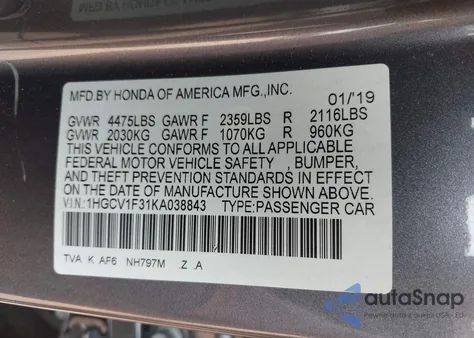 MFD.BY HONDA OF AMERICA MFG.,INC. 01/'19
GVWR 4475LBS GAWR F 2359LBS R 2116LBS
GVWR 2030KG GAWR F 1070KG R 960KG
THIS VEHICLE CONFORMS TO ALL APPLICABLE
FEDERAL MOTOR VEHICLE SAFETY , BUMPER,
AND THEFT PREVENTION STANDARDS IN EFFECT
ON THE DATE OF MANUFACTURE SHOWN ABOVE.
V.I.N:1HGCV1F31KA038843 TYPE:PASSENGER CAR
TVA K AF6 NH797M .Z .A
autoSnap